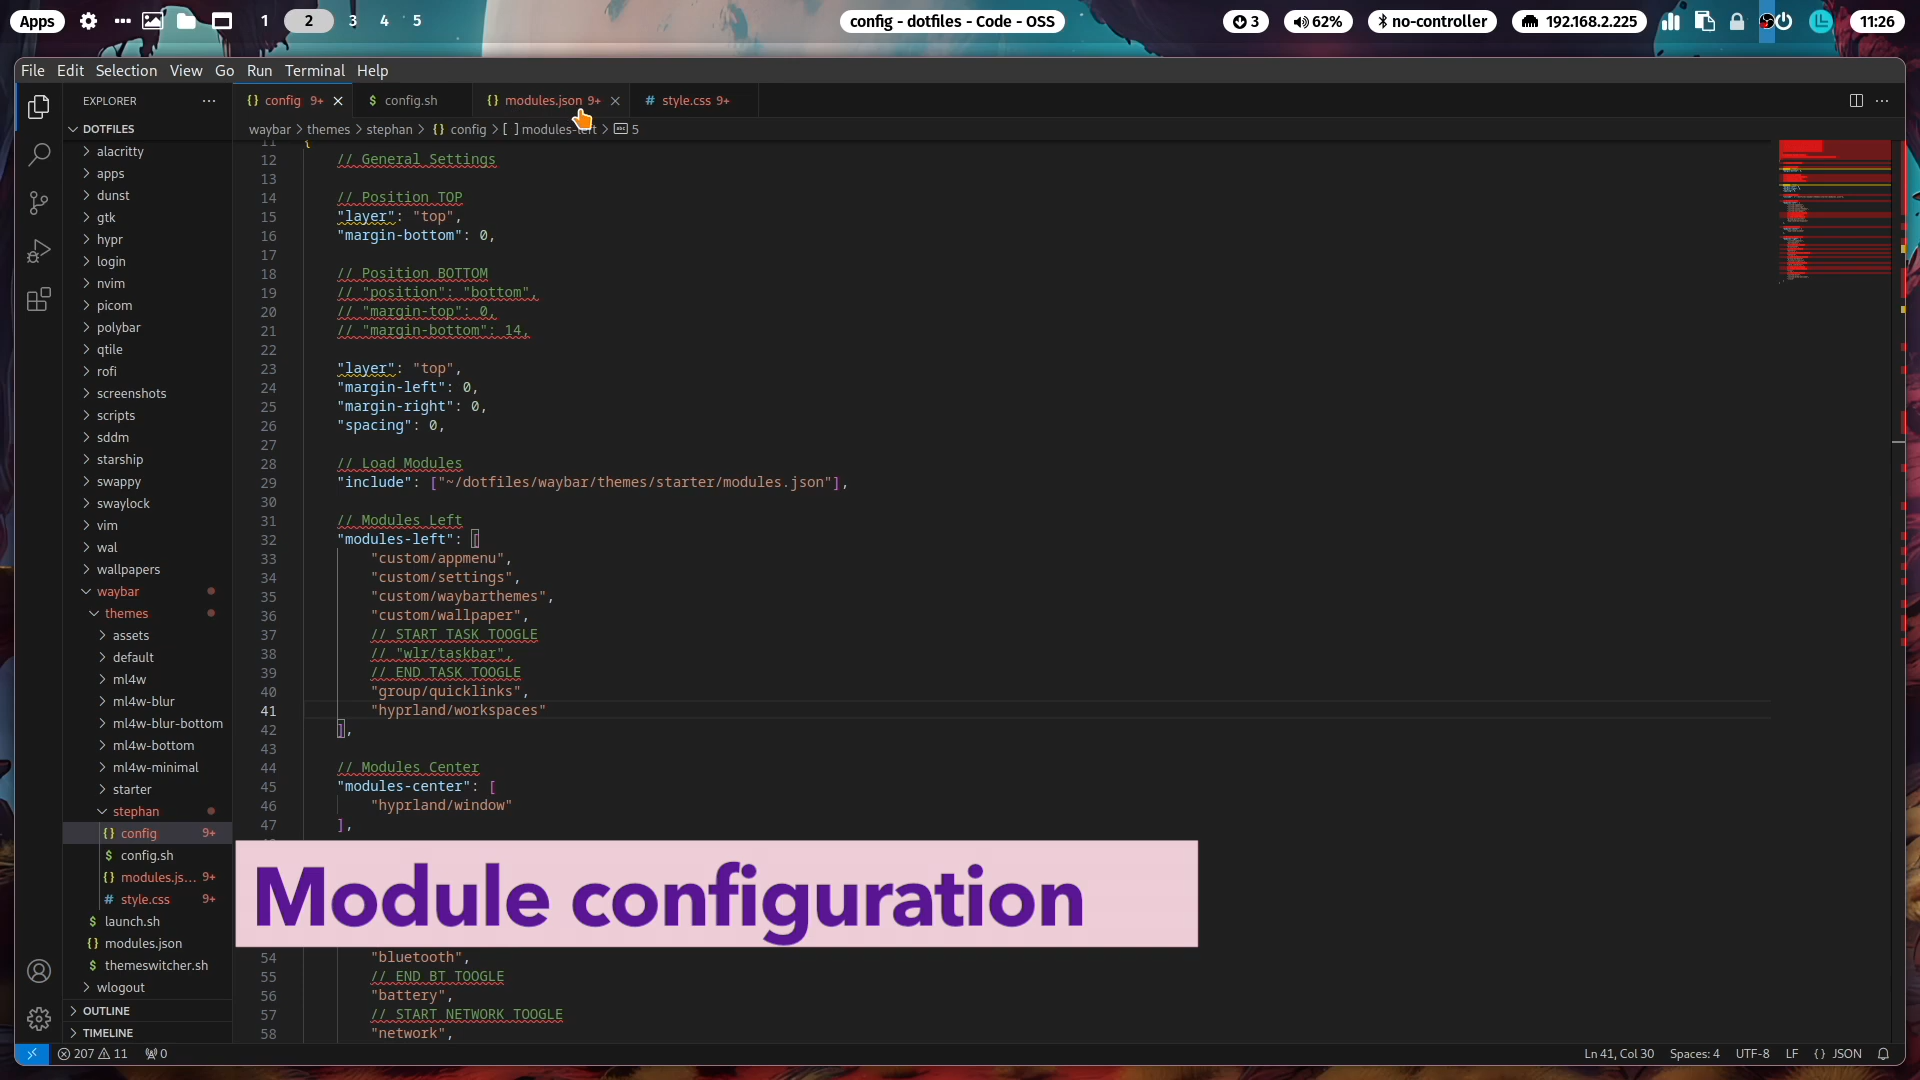 Apps 1 2 3 4 5 config - dotfiles - Code - OSS 3 62% no-controller 192.168.2.225 11:26
File Edit Selection View Go Run Terminal Help
EXPLORER
DOTFILES
alacritty
apps
dunst
gtk
hypr
login
nvim
picom
polybar
qtile
rofi
screenshots
scripts
sddm
starship
swappy
swaylock
vim
wal
wallpapers
waybar
themes
assets
default
ml4w
ml4w-blur
ml4w-blur-bottom
ml4w-bottom
ml4w-minimal
starter
stephan
{} config 9+
$ config.sh
{} modules.js... 9+
# style.css 9+
$ launch.sh
{} modules.json
$ themeswitcher.sh
wlogout
OUTLINE
TIMELINE
{} config 9+ $ config.sh {} modules.json 9+ # style.css 9+
waybar > themes > stephan > {} config > [ ] modules-left > abc 5
11 {
12 // General Settings
13
14 // Position TOP
15 "layer": "top",
16 "margin-bottom": 0,
17
18 // Position BOTTOM
19 // "position": "bottom",
20 // "margin-top": 0,
21 // "margin-bottom": 14,
22
23 "layer": "top",
24 "margin-left": 0,
25 "margin-right": 0,
26 "spacing": 0,
27
28 // Load Modules
29 "include": ["~/dotfiles/waybar/themes/starter/modules.json"],
30
31 // Modules Left
32 "modules-left": [
33 "custom/appmenu",
34 "custom/settings",
35 "custom/waybarthemes",
36 "custom/wallpaper",
37 // START TASK TOOGLE
38 // "wlr/taskbar",
39 // END TASK TOOGLE
40 "group/quicklinks",
41 "hyprland/workspaces"
42 ],
43
44 // Modules Center
45 "modules-center": [
46 "hyprland/window"
47 ],
Module configuration
54 "bluetooth",
55 // END BT TOOGLE
56 "battery",
57 // START NETWORK TOOGLE
58 "network",
207 11 0 Ln 41, Col 30 Spaces: 4 UTF-8 LF {} JSON